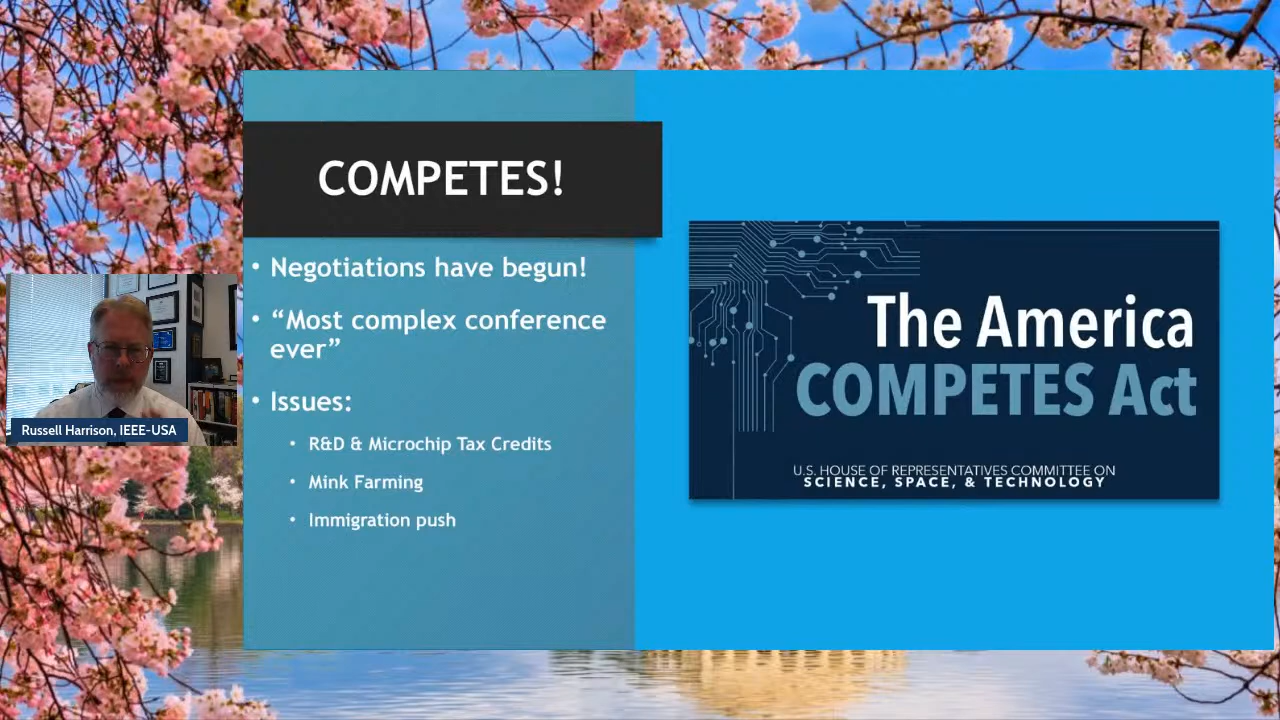 COMPETES!
• Negotiations have begun!
• “Most complex conference
ever”
• Issues:
• R&D & Microchip Tax Credits
• Mink Farming
• Immigration push
The America
COMPETES Act
U.S. HOUSE OF REPRESENTATIVES COMMITTEE ON
SCIENCE, SPACE, & TECHNOLOGY
Russell Harrison, IEEE-USA